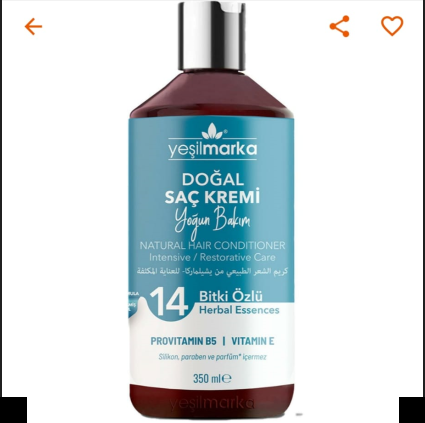 yeşilmarka
DOĞAL
SAÇ KREMİ
Yoğun Bakım
NATURAL HAIR CONDITIONER
Intensive / Restorative Care
كريم الشعر الطبيعي من يشيلماركا- للعناية المكثفة
14 Bitki Özlü
Herbal Essences
PROVITAMIN B5 | VITAMIN E
Silikon, paraben ve parfüm* içermez
350 ml℮
yeşilmarka